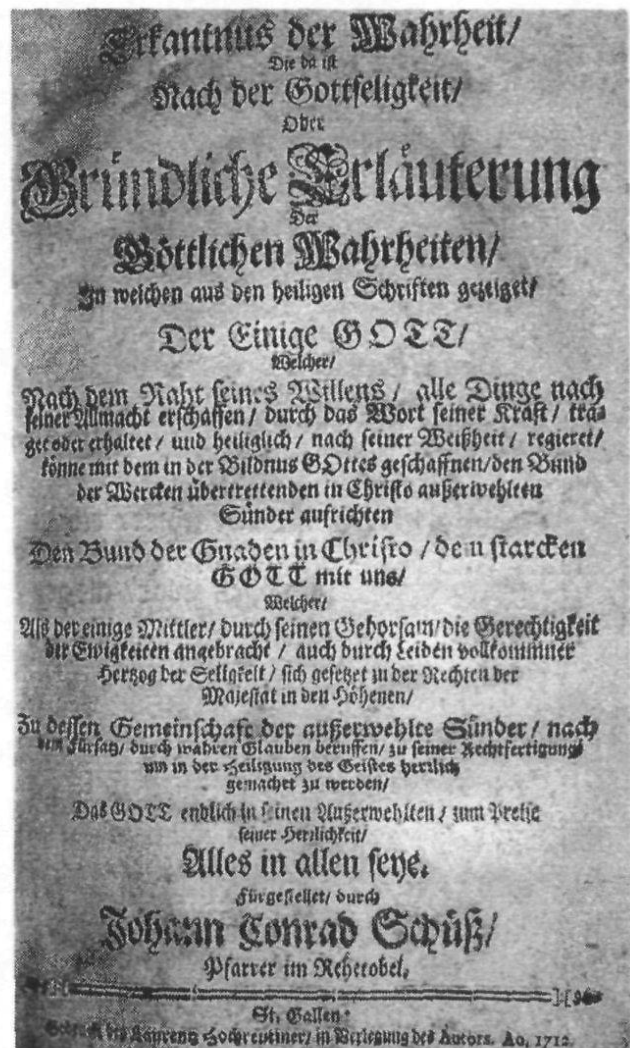 Erkantnus der Wahrheit/
Die da ist
Nach der Gottseligkeit/
Oder
Gründliche Erläuterung
Der
Göttlichen Wahrheiten/
In welchen aus den heiligen Schriften gezeiget/
Der Einige GOTT/
Welcher/
Nach dem Raht seines Willens/ alle Dinge nach
seiner Allmacht erschaffen/ durch das Wort seiner Kraft/ trä-
get oder erhaltet/ und heiliglich/ nach seiner Weißheit/ regieret/
könne mit dem in der Bildnus GOttes geschaffnen/ den Bund
der Wercken übertrettenden in Christo außerwehlten
Sünder aufrichten
Den Bund der Gnaden in Christo/ dem starcken
GOTT mit uns/
Welcher/
Als der einige Mittler/ durch seinen Gehorsam/ die Gerechtigkeit
der Ewigkeiten angebracht/ auch durch Leiden vollkommner
Hertzog der Seligkeit/ sich gesetzet zu der Rechten der
Majestät in den Höhenen/
Zu dessen Gemeinschaft der außerwehlte Sünder/ nach
dem Fürsatz/ durch wahren Glauben beruffen/ zu seiner Rechtfertigung/
um in der Heiligung des Geistes herrlich
gemachet zu werden/
Das GOTT endlich in seinen Außerwehlten/ zum Preise
seiner Herrlichkeit/
Alles in allen seye.
Fürgestellet/ durch
Johann Conrad Schüß/
Pfarrer im Rehetobel.
St. Gallen:
Hochreutiner/ in Verlegung des Autors. Ao. 1712.